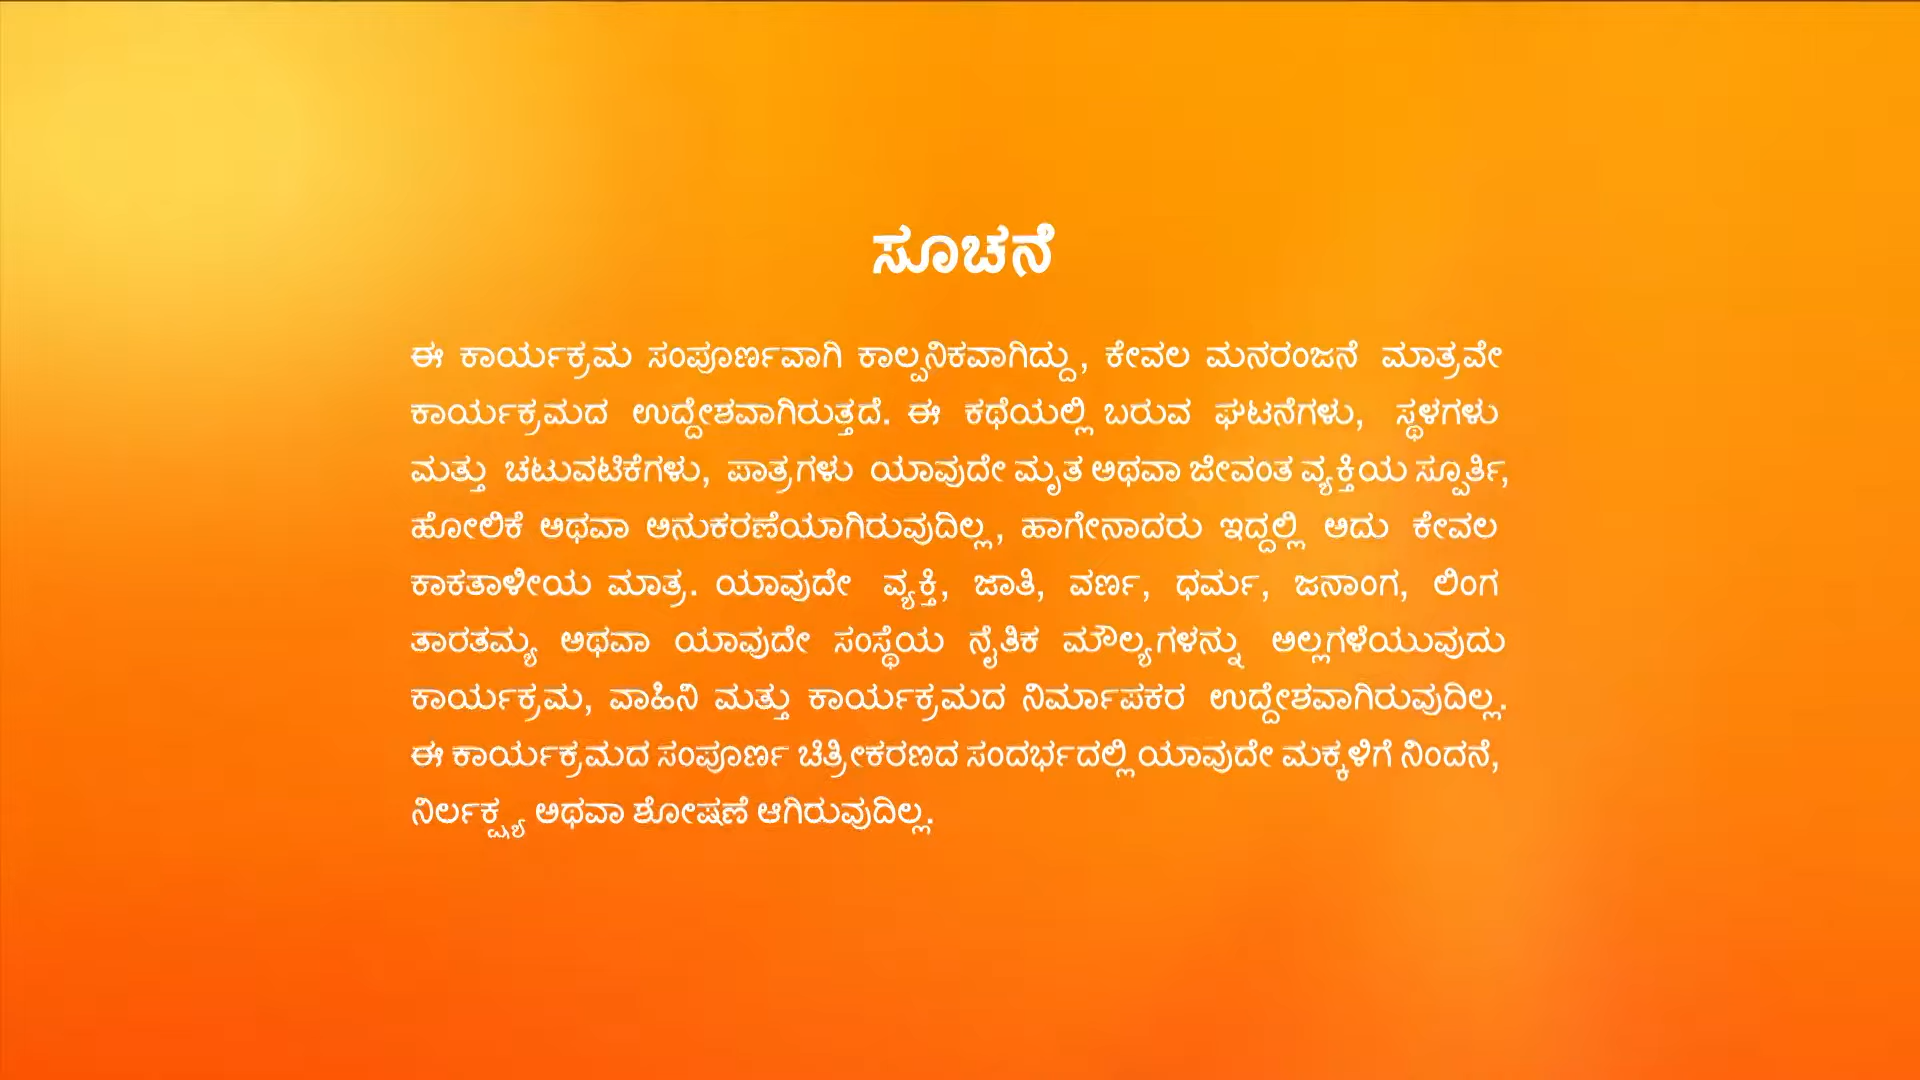 ಸೂಚನೆ
ಈ ಕಾರ್ಯಕ್ರಮ ಸಂಪೂರ್ಣವಾಗಿ ಕಾಲ್ಪನಿಕವಾಗಿದ್ದು, ಕೇವಲ ಮನರಂಜನೆ ಮಾತ್ರವೇ
ಕಾರ್ಯಕ್ರಮದ ಉದ್ದೇಶವಾಗಿರುತ್ತದೆ. ಈ ಕಥೆಯಲ್ಲಿ ಬರುವ ಘಟನೆಗಳು, ಸ್ಥಳಗಳು
ಮತ್ತು ಚಟುವಟಿಕೆಗಳು, ಪಾತ್ರಗಳು ಯಾವುದೇ ಮೃತ ಅಥವಾ ಜೀವಂತ ವ್ಯಕ್ತಿಯ ಸ್ಪೂರ್ತಿ,
ಹೋಲಿಕೆ ಅಥವಾ ಅನುಕರಣೆಯಾಗಿರುವುದಿಲ್ಲ, ಹಾಗೇನಾದರು ಇದ್ದಲ್ಲಿ ಅದು ಕೇವಲ
ಕಾಕತಾಳೀಯ ಮಾತ್ರ. ಯಾವುದೇ ವ್ಯಕ್ತಿ, ಜಾತಿ, ವರ್ಣ, ಧರ್ಮ, ಜನಾಂಗ, ಲಿಂಗ
ತಾರತಮ್ಯ ಅಥವಾ ಯಾವುದೇ ಸಂಸ್ಥೆಯ ನೈತಿಕ ಮೌಲ್ಯಗಳನ್ನು ಅಲ್ಲಗಳೆಯುವುದು
ಕಾರ್ಯಕ್ರಮ, ವಾಹಿನಿ ಮತ್ತು ಕಾರ್ಯಕ್ರಮದ ನಿರ್ಮಾಪಕರ ಉದ್ದೇಶವಾಗಿರುವುದಿಲ್ಲ.
ಈ ಕಾರ್ಯಕ್ರಮದ ಸಂಪೂರ್ಣ ಚಿತ್ರೀಕರಣದ ಸಂದರ್ಭದಲ್ಲಿ ಯಾವುದೇ ಮಕ್ಕಳಿಗೆ ನಿಂದನೆ,
ನಿರ್ಲಕ್ಷ್ಯ ಅಥವಾ ಶೋಷಣೆ ಆಗಿರುವುದಿಲ್ಲ.